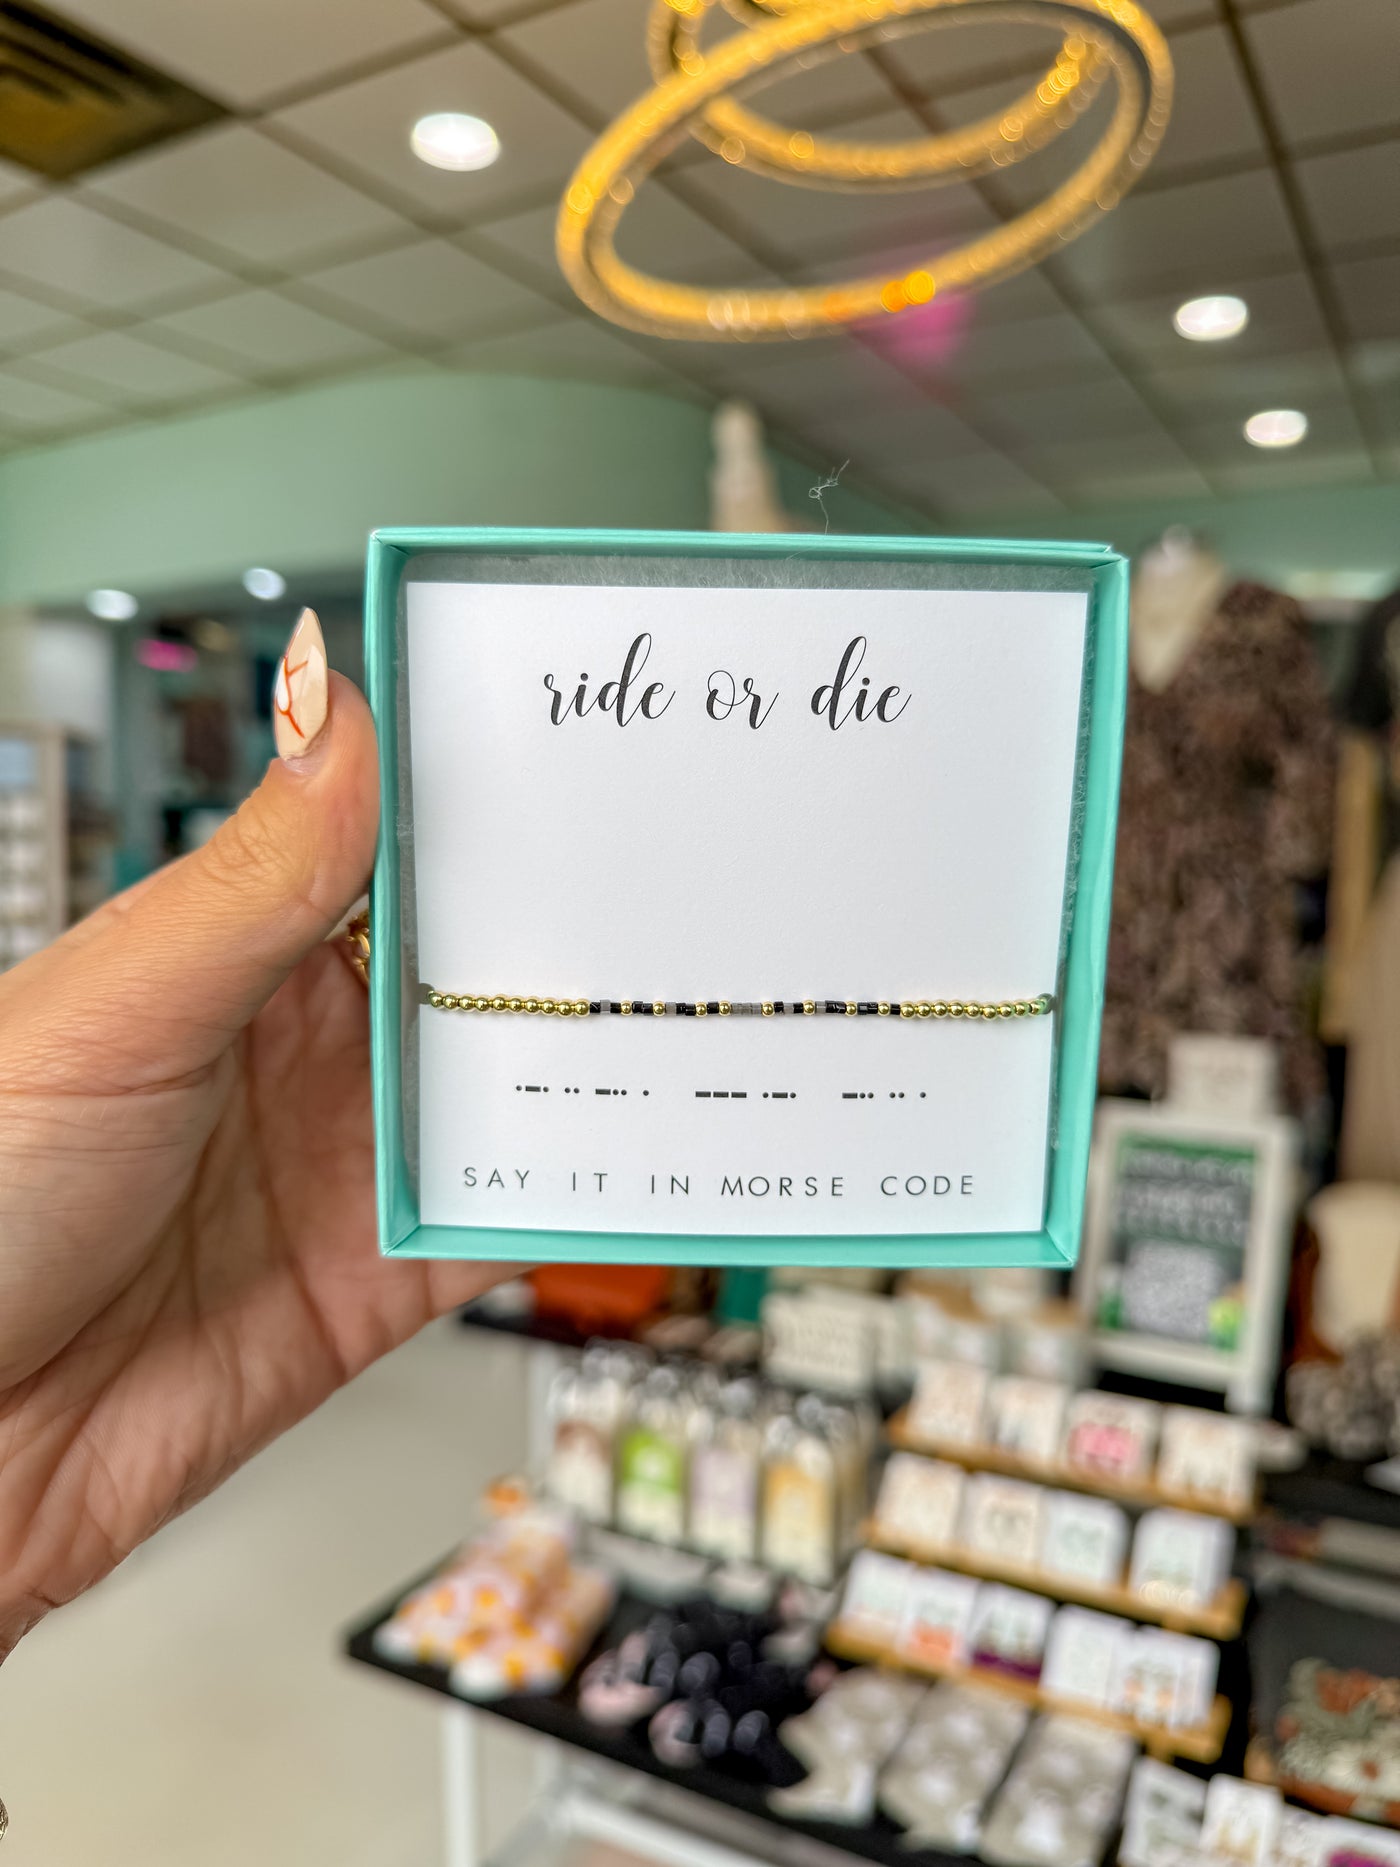 ride or die
·−· ·· −·· · −−− ·−· −·· ·· ·
SAY IT IN MORSE CODE